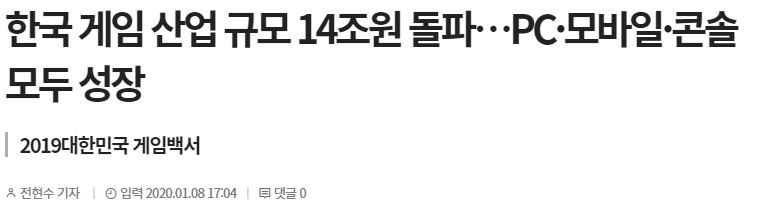 한국 게임 산업 규모 14조원 돌파…PC·모바일·콘솔
모두 성장
2019대한민국 게임백서
전현수 기자 | 입력 2020.01.08 17:04 | 댓글 0